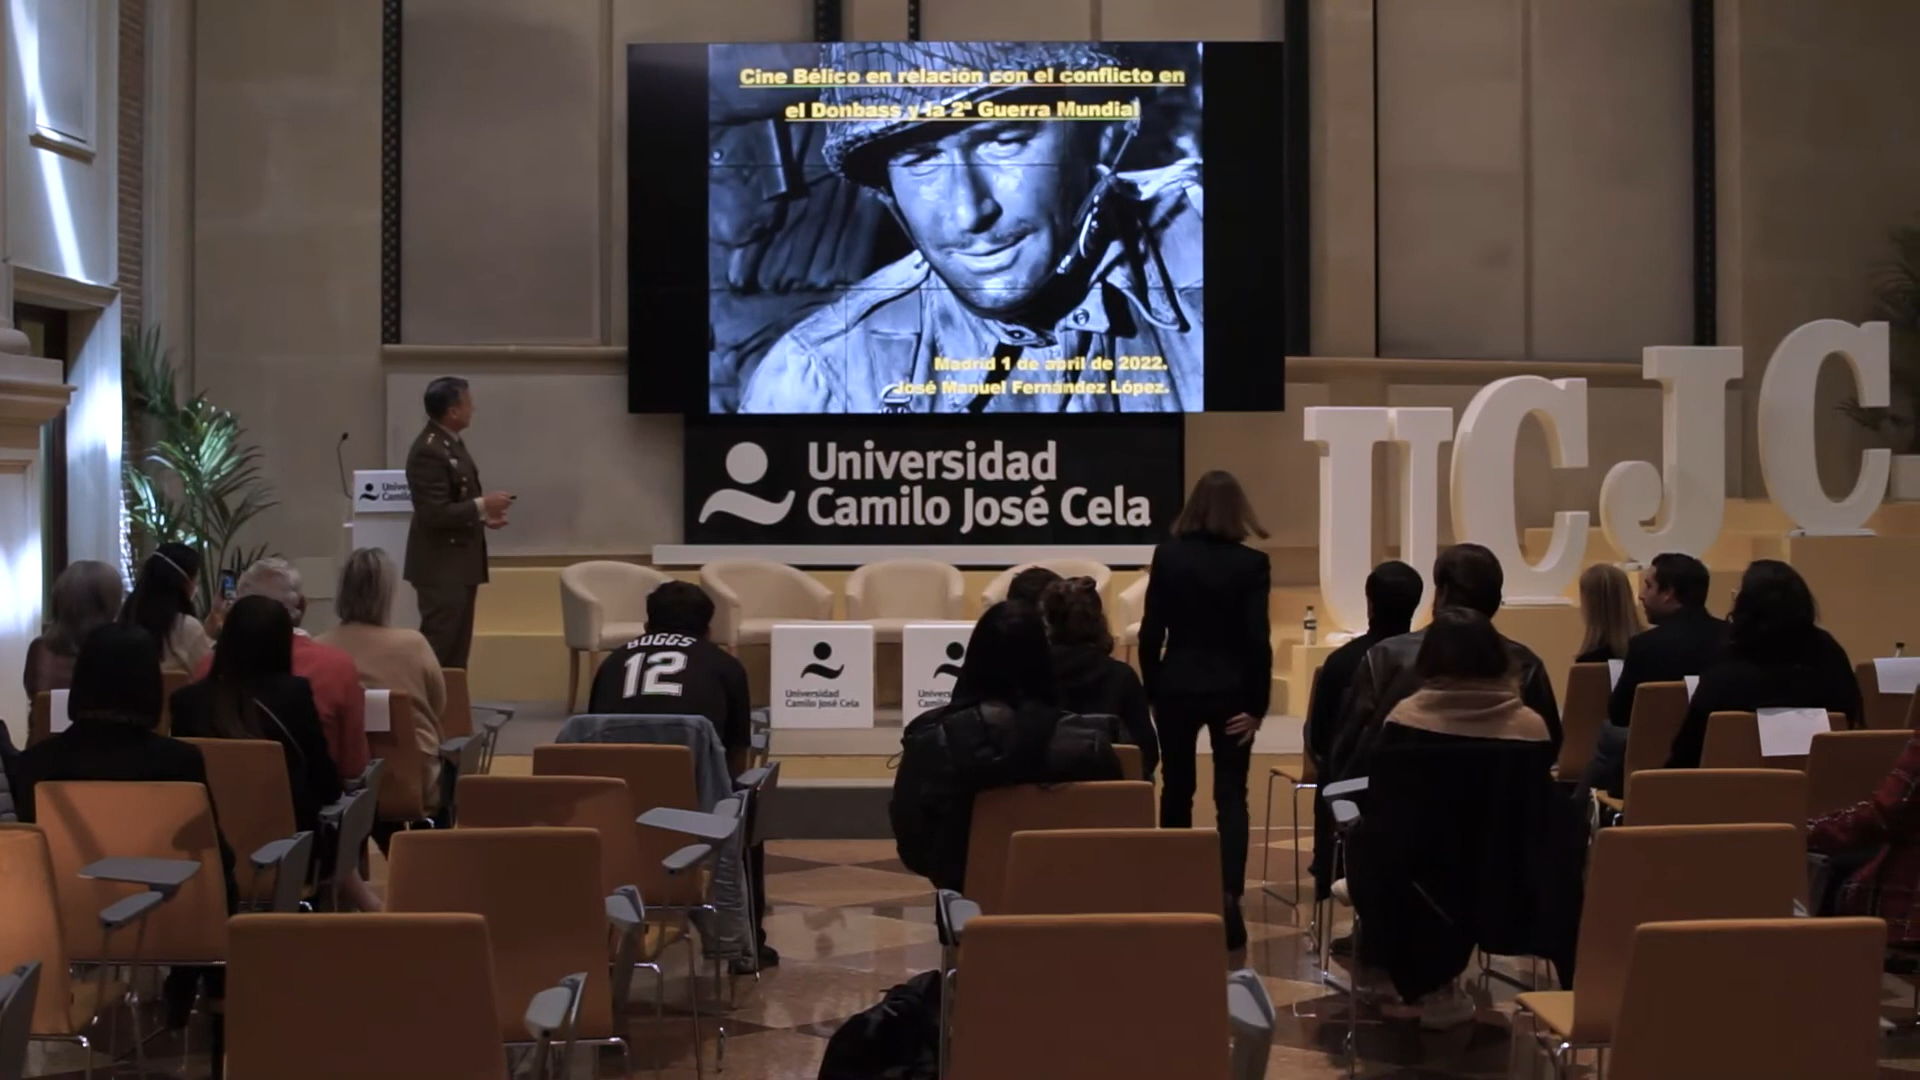 Cine Bélico en relación con el conflicto en
el Donbass y la 2ª Guerra Mundial
Madrid 1 de abril de 2022.
José Manuel Fernández López.
Universidad
Camilo José Cela
UCJC
BOGGS
12
Universidad
Camilo José Cela